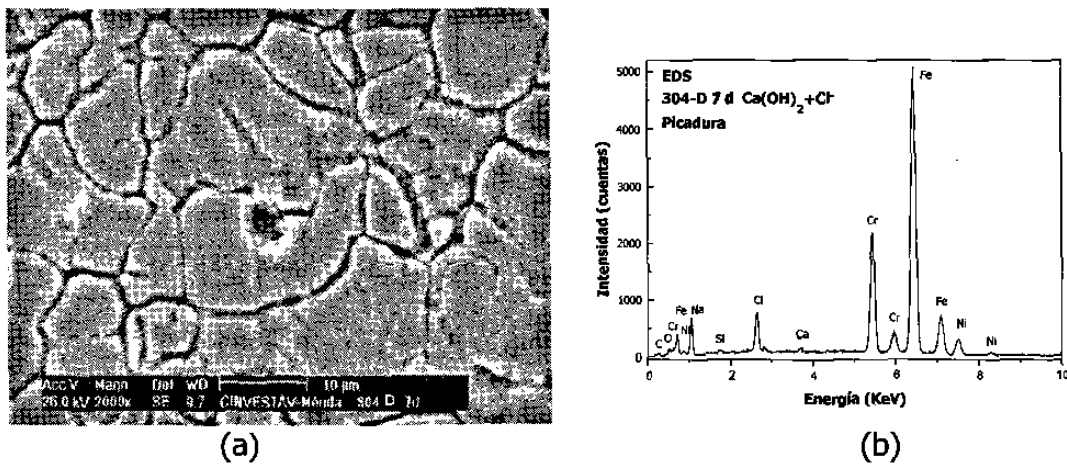 Acc V Magn Det WD 10 µm
26.0 kV 2000x SE 9.7 CINVESTAV-Mérida 304 D 7d
(a)
EDS
304-D 7 d Ca(OH)₂+Cl⁻
Picadura
Intensidad (cuentas)
5000
4000
3000
2000
1000
0
C O Cr Fe Ni Na Si Cl Ca Cr Cr Fe Fe Ni Ni
0 2 4 6 8 10
Energía (KeV)
(b)